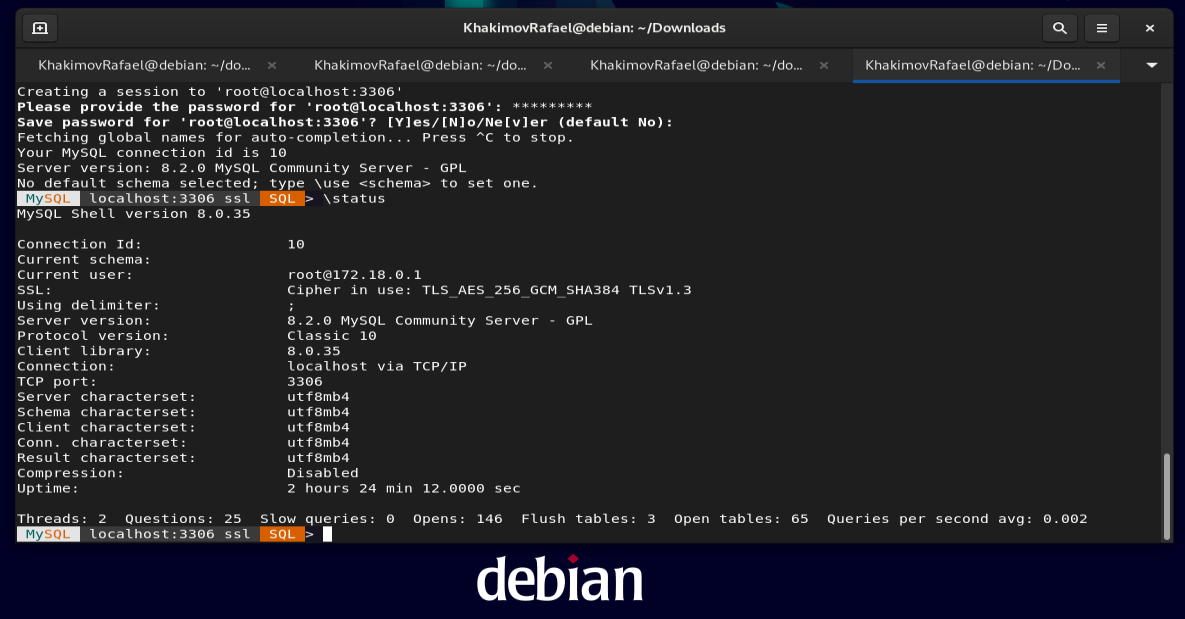 KhakimovRafael@debian: ~/Downloads
KhakimovRafael@debian: ~/do... KhakimovRafael@debian: ~/do... KhakimovRafael@debian: ~/do... KhakimovRafael@debian: ~/Do...
Creating a session to 'root@localhost:3306'
Please provide the password for 'root@localhost:3306': *********
Save password for 'root@localhost:3306'? [Y]es/[N]o/Ne[v]er (default No):
Fetching global names for auto-completion... Press ^C to stop.
Your MySQL connection id is 10
Server version: 8.2.0 MySQL Community Server - GPL
No default schema selected; type \use <schema> to set one.
MySQL localhost:3306 ssl SQL > \status
MySQL Shell version 8.0.35
Connection Id: 10
Current schema:
Current user: root@172.18.0.1
SSL: Cipher in use: TLS_AES_256_GCM_SHA384 TLSv1.3
Using delimiter: ;
Server version: 8.2.0 MySQL Community Server - GPL
Protocol version: Classic 10
Client library: 8.0.35
Connection: localhost via TCP/IP
TCP port: 3306
Server characterset: utf8mb4
Schema characterset: utf8mb4
Client characterset: utf8mb4
Conn. characterset: utf8mb4
Result characterset: utf8mb4
Compression: Disabled
Uptime: 2 hours 24 min 12.0000 sec
Threads: 2 Questions: 25 Slow queries: 0 Opens: 146 Flush tables: 3 Open tables: 65 Queries per second avg: 0.002
MySQL localhost:3306 ssl SQL >
debian